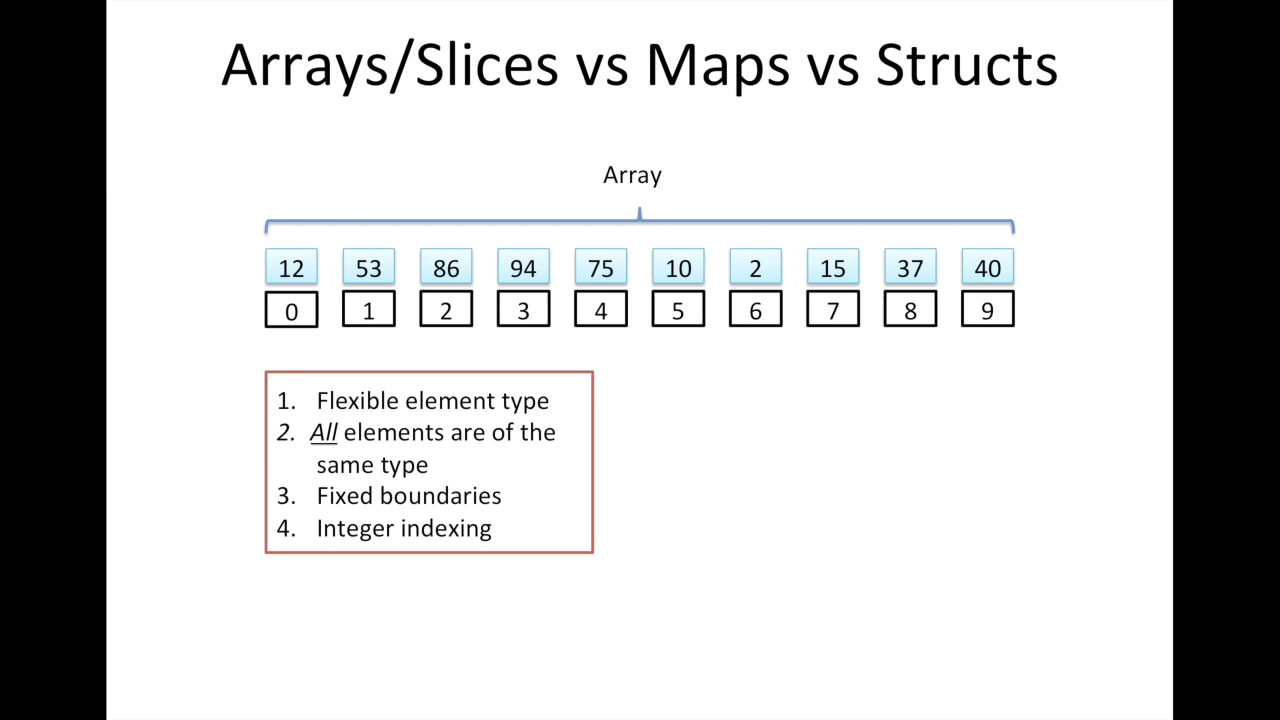 Arrays/Slices vs Maps vs Structs
Array
12 53 86 94 75 10 2 15 37 40
0 1 2 3 4 5 6 7 8 9
1. Flexible element type
2. All elements are of the
same type
3. Fixed boundaries
4. Integer indexing